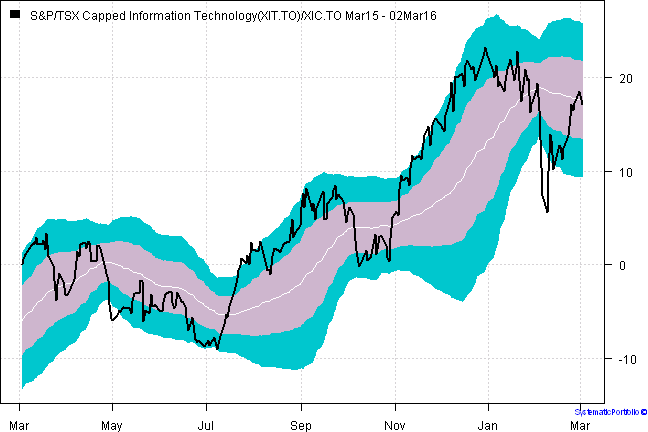 S&P/TSX Capped Information Technology(XIT.TO)/XIC.TO Mar15 - 02Mar16
20
10
0
-10
Mar
May
Jul
Sep
Nov
Jan
Mar
SystematicPortfolio ©